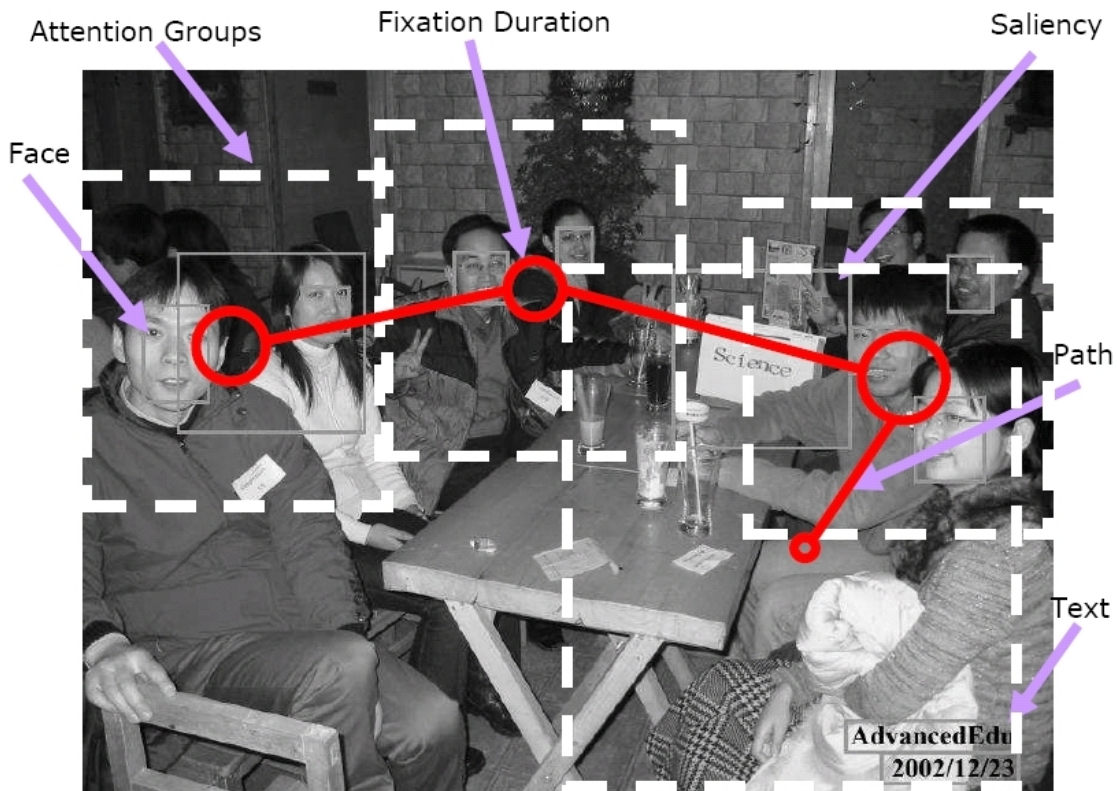 Attention Groups
Fixation Duration
Saliency
Face
Science
Path
Text
AdvancedEdu
2002/12/23